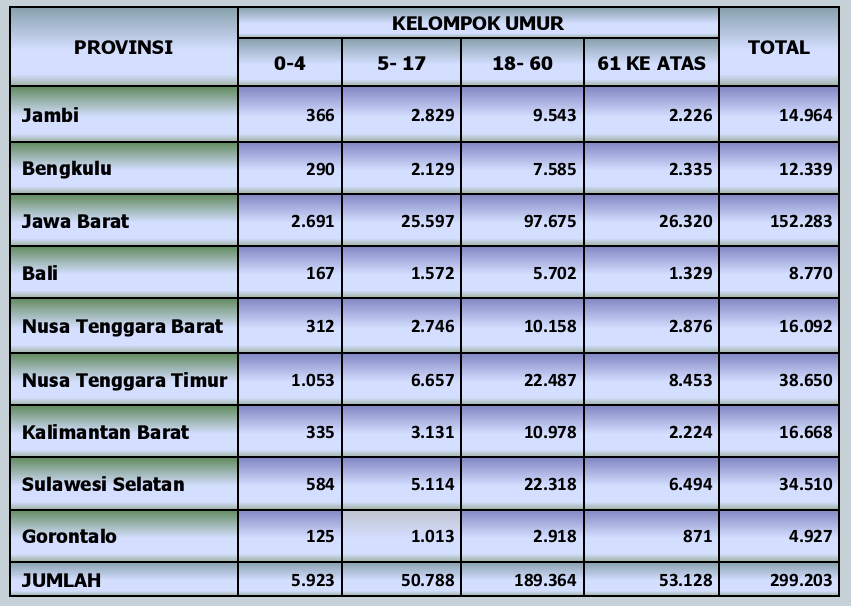 PROVINSI KELOMPOK UMUR TOTAL
0-4 5- 17 18- 60 61 KE ATAS
Jambi 366 2.829 9.543 2.226 14.964
Bengkulu 290 2.129 7.585 2.335 12.339
Jawa Barat 2.691 25.597 97.675 26.320 152.283
Bali 167 1.572 5.702 1.329 8.770
Nusa Tenggara Barat 312 2.746 10.158 2.876 16.092
Nusa Tenggara Timur 1.053 6.657 22.487 8.453 38.650
Kalimantan Barat 335 3.131 10.978 2.224 16.668
Sulawesi Selatan 584 5.114 22.318 6.494 34.510
Gorontalo 125 1.013 2.918 871 4.927
JUMLAH 5.923 50.788 189.364 53.128 299.203